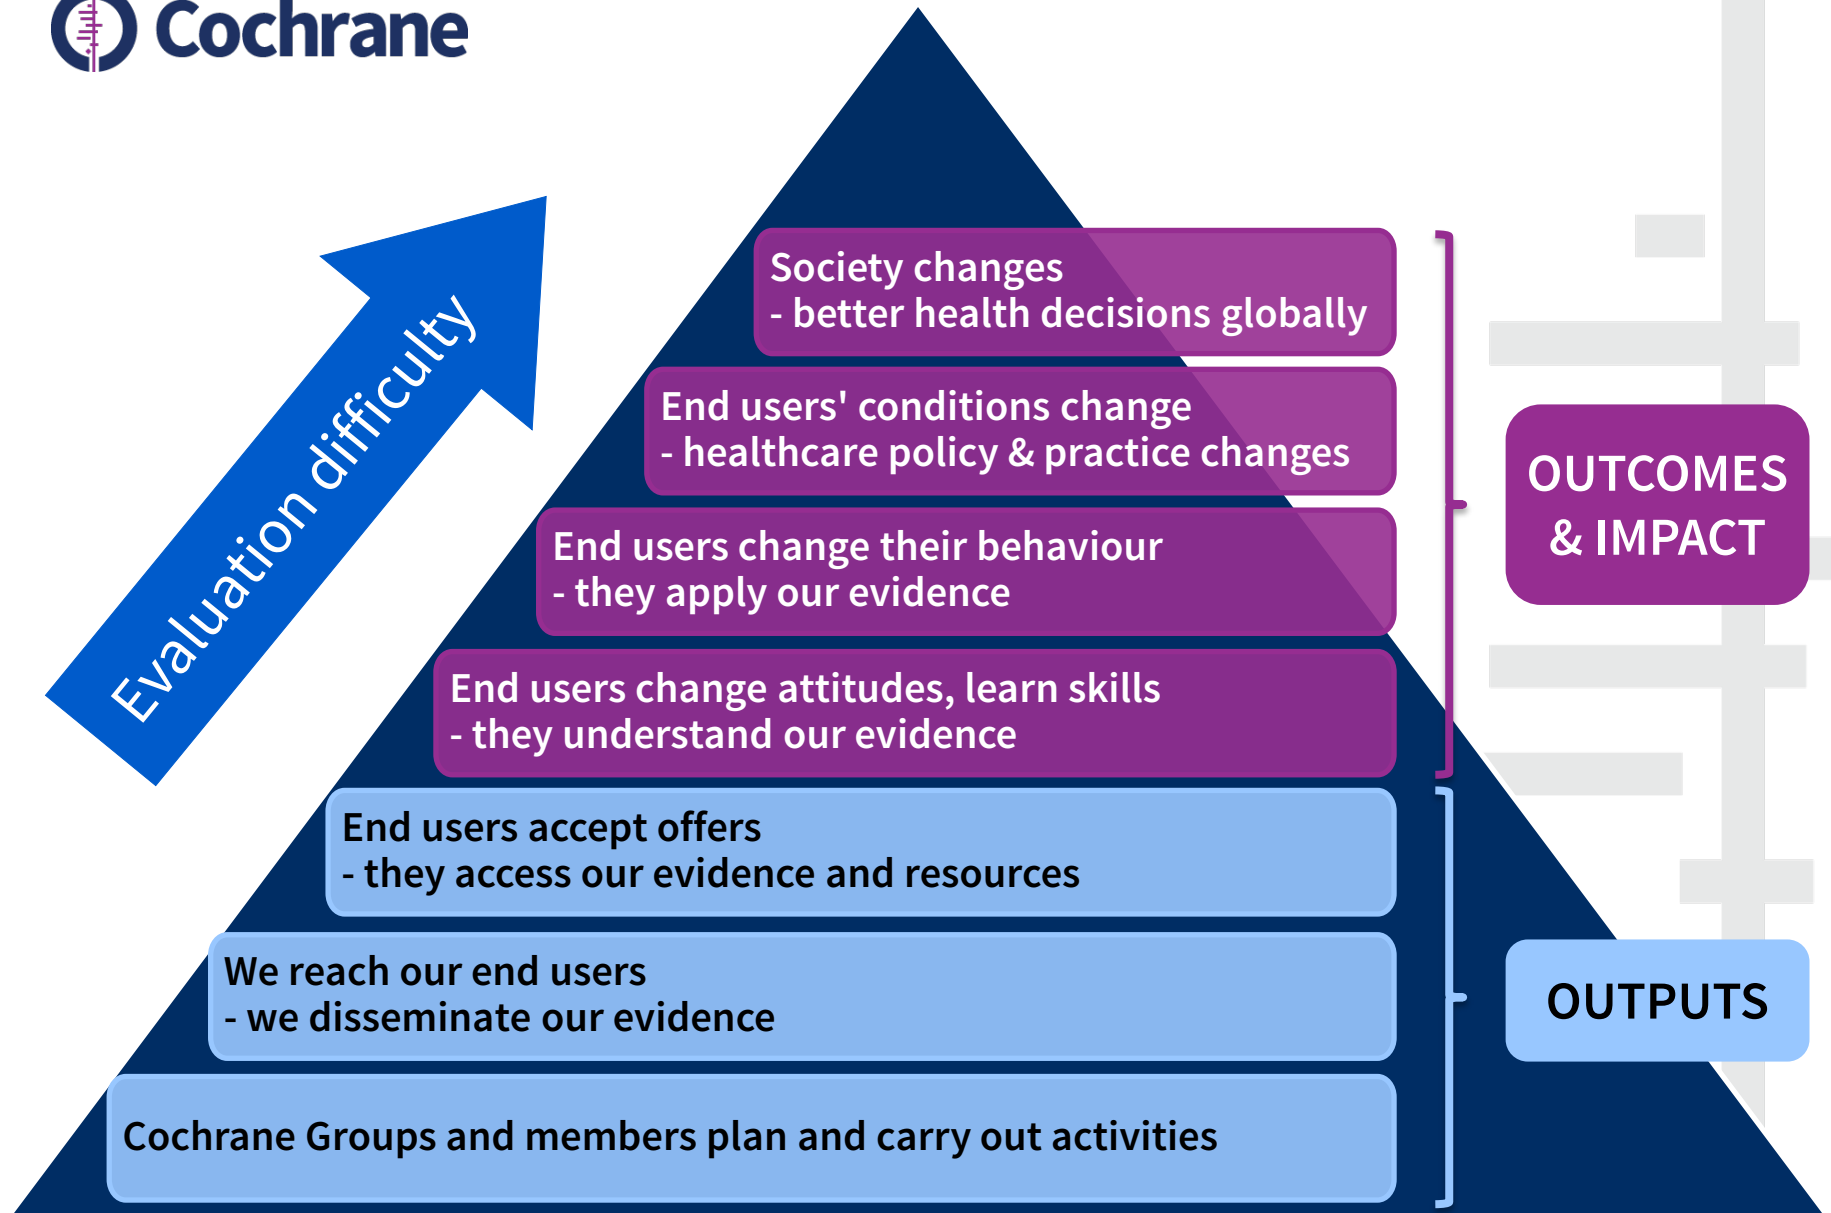 Cochrane
Evaluation difficulty
Society changes
- better health decisions globally
End users' conditions change
- healthcare policy & practice changes
End users change their behaviour
- they apply our evidence
End users change attitudes, learn skills
- they understand our evidence
OUTCOMES
& IMPACT
End users accept offers
- they access our evidence and resources
We reach our end users
- we disseminate our evidence
Cochrane Groups and members plan and carry out activities
OUTPUTS